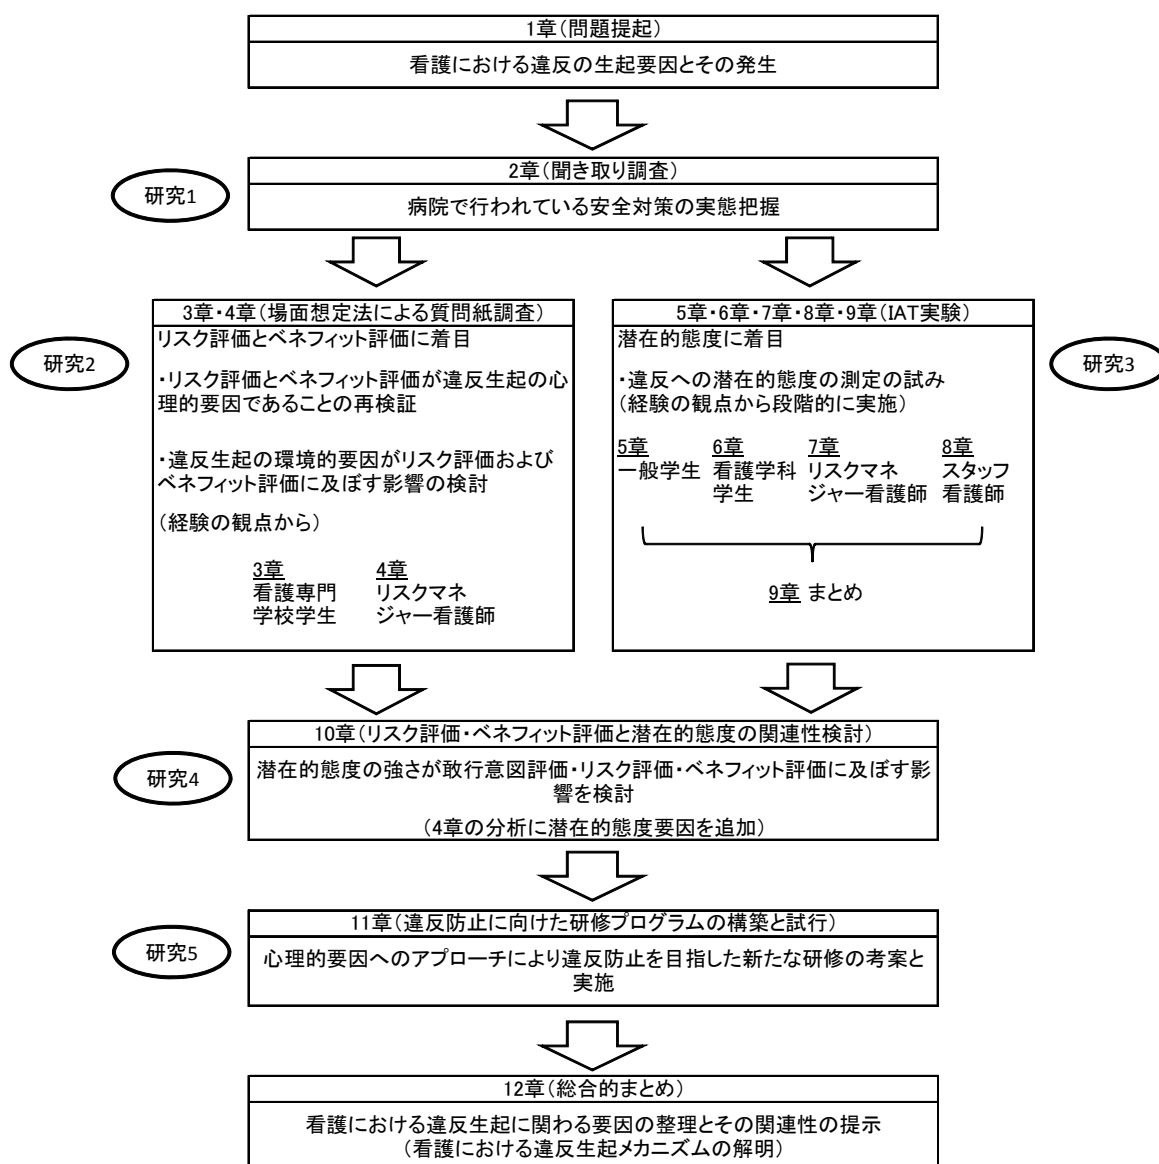 1章(問題提起)
看護における違反の生起要因とその発生
研究1
2章(聞き取り調査)
病院で行われている安全対策の実態把握
研究2
3章・4章(場面想定法による質問紙調査)
リスク評価とベネフィット評価に着目
・リスク評価とベネフィット評価が違反生起の心
理的要因であることの再検証
・違反生起の環境的要因がリスク評価および
ベネフィット評価に及ぼす影響の検討
(経験の観点から)
3章
看護専門
学校学生
4章
リスクマネ
ジャー看護師
研究3
5章・6章・7章・8章・9章(IAT実験)
潜在的態度に着目
・違反への潜在的態度の測定の試み
(経験の観点から段階的に実施)
5章
一般学生
6章
看護学科
学生
7章
リスクマネ
ジャー看護師
8章
スタッフ
看護師
9章 まとめ
研究4
10章(リスク評価・ベネフィット評価と潜在的態度の関連性検討)
潜在的態度の強さが敢行意図評価・リスク評価・ベネフィット評価に及ぼす影
響を検討
(4章の分析に潜在的態度要因を追加)
研究5
11章(違反防止に向けた研修プログラムの構築と試行)
心理的要因へのアプローチにより違反防止を目指した新たな研修の考案と
実施
12章(総合的まとめ)
看護における違反生起に関わる要因の整理とその関連性の提示
(看護における違反生起メカニズムの解明)